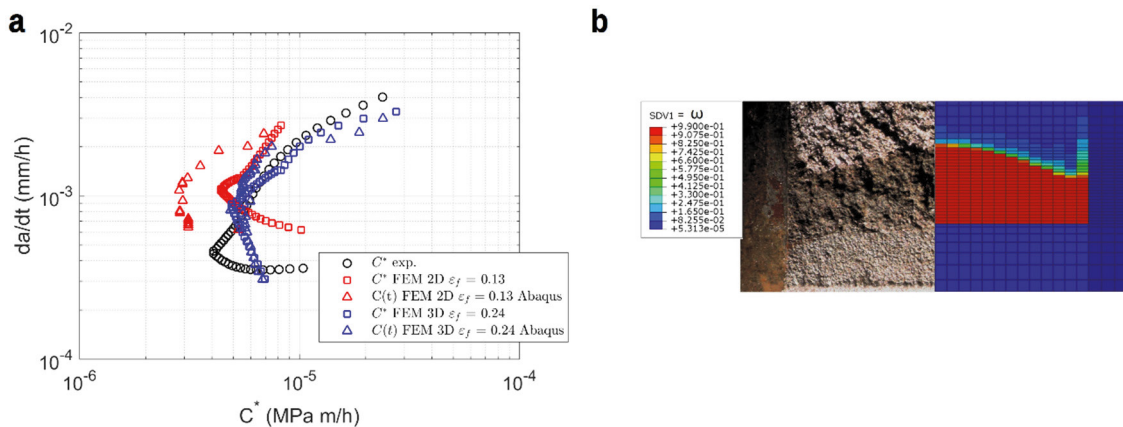 a
b
da/dt (mm/h)
10^-2
10^-3
10^-4
10^-6
10^-5
10^-4
C^* (MPa m/h)
C^* exp.
C^* FEM 2D ε_f = 0.13
C(t) FEM 2D ε_f = 0.13 Abaqus
C^* FEM 3D ε_f = 0.24
C(t) FEM 3D ε_f = 0.24 Abaqus
SDV1 = ω
+9.900e-01
+9.075e-01
+8.250e-01
+7.425e-01
+6.600e-01
+5.775e-01
+4.950e-01
+4.125e-01
+3.300e-01
+2.475e-01
+1.650e-01
+8.255e-02
+5.313e-05